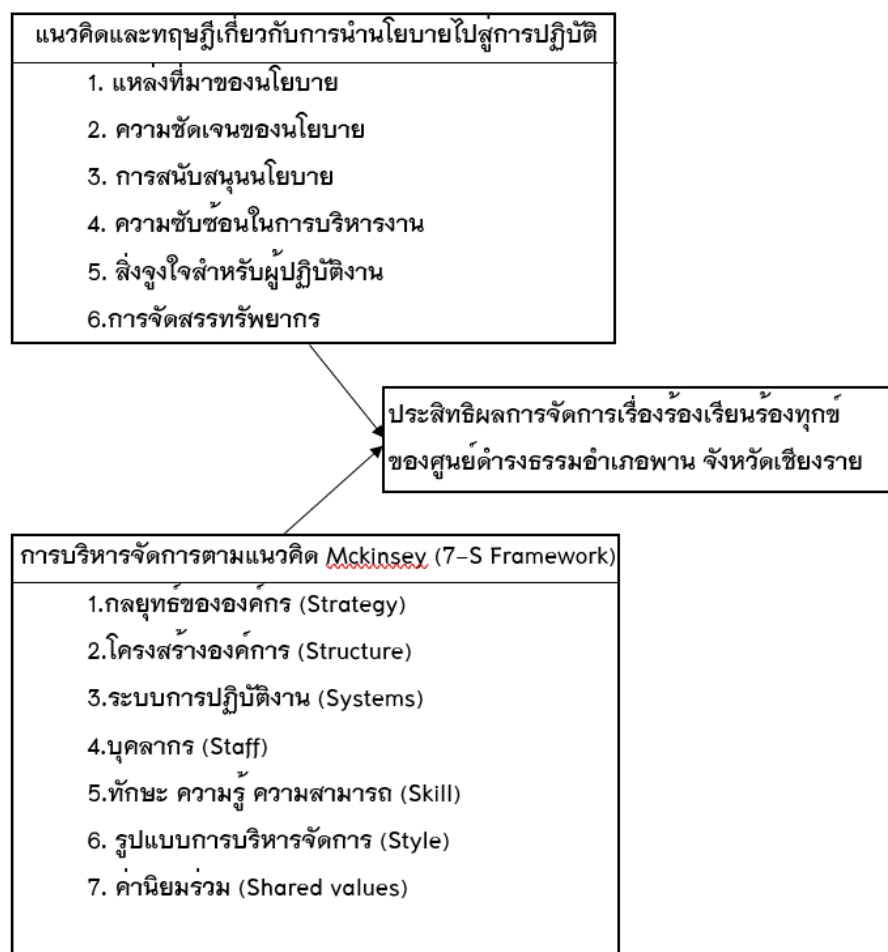 แนวคิดและทฤษฎีเกี่ยวกับการนำนโยบายไปสู่การปฏิบัติ
1. แหล่งที่มาของนโยบาย
2. ความชัดเจนของนโยบาย
3. การสนับสนุนนโยบาย
4. ความซับซ้อนในการบริหารงาน
5. สิ่งจูงใจสำหรับผู้ปฏิบัติงาน
6.การจัดสรรทรัพยากร
ประสิทธิผลการจัดการเรื่องร้องเรียนร้องทุกข์
ของศูนย์ดำรงธรรมอำเภอพาน จังหวัดเชียงราย
การบริหารจัดการตามแนวคิด Mckinsey (7–S Framework)
1.กลยุทธ์ขององค์กร (Strategy)
2.โครงสร้างองค์การ (Structure)
3.ระบบการปฏิบัติงาน (Systems)
4.บุคลากร (Staff)
5.ทักษะ ความรู้ ความสามารถ (Skill)
6. รูปแบบการบริหารจัดการ (Style)
7. ค่านิยมร่วม (Shared values)